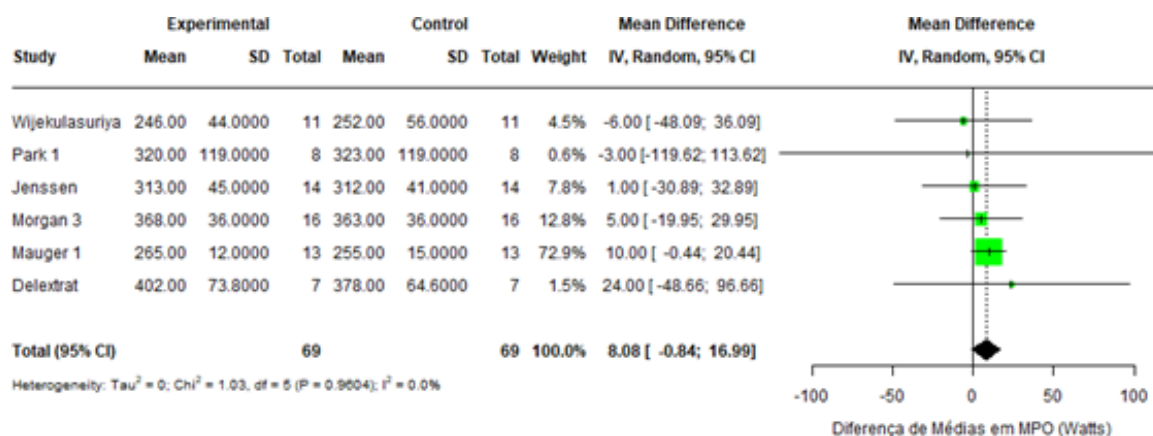 Experimental Control Mean Difference Mean Difference
Study Mean SD Total Mean SD Total Weight IV, Random, 95% CI IV, Random, 95% CI
Wijekulasuriya 246.00 44.0000 11 252.00 56.0000 11 4.5% -6.00 [ -48.09; 36.09]
Park 1 320.00 119.0000 8 323.00 119.0000 8 0.6% -3.00 [-119.62; 113.62]
Jenssen 313.00 45.0000 14 312.00 41.0000 14 7.8% 1.00 [ -30.89; 32.89]
Morgan 3 368.00 36.0000 16 363.00 36.0000 16 12.8% 5.00 [ -19.95; 29.95]
Mauger 1 265.00 12.0000 13 255.00 15.0000 13 72.9% 10.00 [ -0.44; 20.44]
Delextrat 402.00 73.8000 7 378.00 64.6000 7 1.5% 24.00 [ -48.66; 96.66]
Total (95% CI) 69 69 100.0% 8.08 [ -0.84; 16.99]
Heterogeneity: Tau² = 0; Chi² = 1.03, df = 5 (P = 0.9604); I² = 0.0%
-100 -50 0 50 100
Diferença de Médias em MPO (Watts)